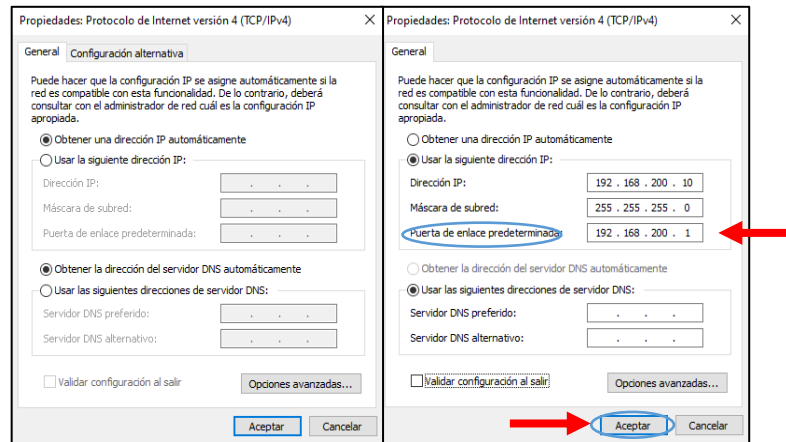 Propiedades: Protocolo de Internet versión 4 (TCP/IPv4)
General Configuración alternativa
Puede hacer que la configuración IP se asigne automáticamente si la
red es compatible con esta funcionalidad. De lo contrario, deberá
consultar con el administrador de red cuál es la configuración IP
apropiada.
Obtener una dirección IP automáticamente
Usar la siguiente dirección IP:
Dirección IP:
Máscara de subred:
Puerta de enlace predeterminada:
Obtener la dirección del servidor DNS automáticamente
Usar las siguientes direcciones de servidor DNS:
Servidor DNS preferido:
Servidor DNS alternativo:
Validar configuración al salir
Opciones avanzadas...
Aceptar Cancelar
Propiedades: Protocolo de Internet versión 4 (TCP/IPv4)
General
Puede hacer que la configuración IP se asigne automáticamente si la
red es compatible con esta funcionalidad. De lo contrario, deberá
consultar con el administrador de red cuál es la configuración IP
apropiada.
Obtener una dirección IP automáticamente
Usar la siguiente dirección IP:
Dirección IP: 192 . 168 . 200 . 10
Máscara de subred: 255 . 255 . 255 . 0
Puerta de enlace predeterminada: 192 . 168 . 200 . 1
Obtener la dirección del servidor DNS automáticamente
Usar las siguientes direcciones de servidor DNS:
Servidor DNS preferido:
Servidor DNS alternativo:
Validar configuración al salir
Opciones avanzadas...
Aceptar Cancelar